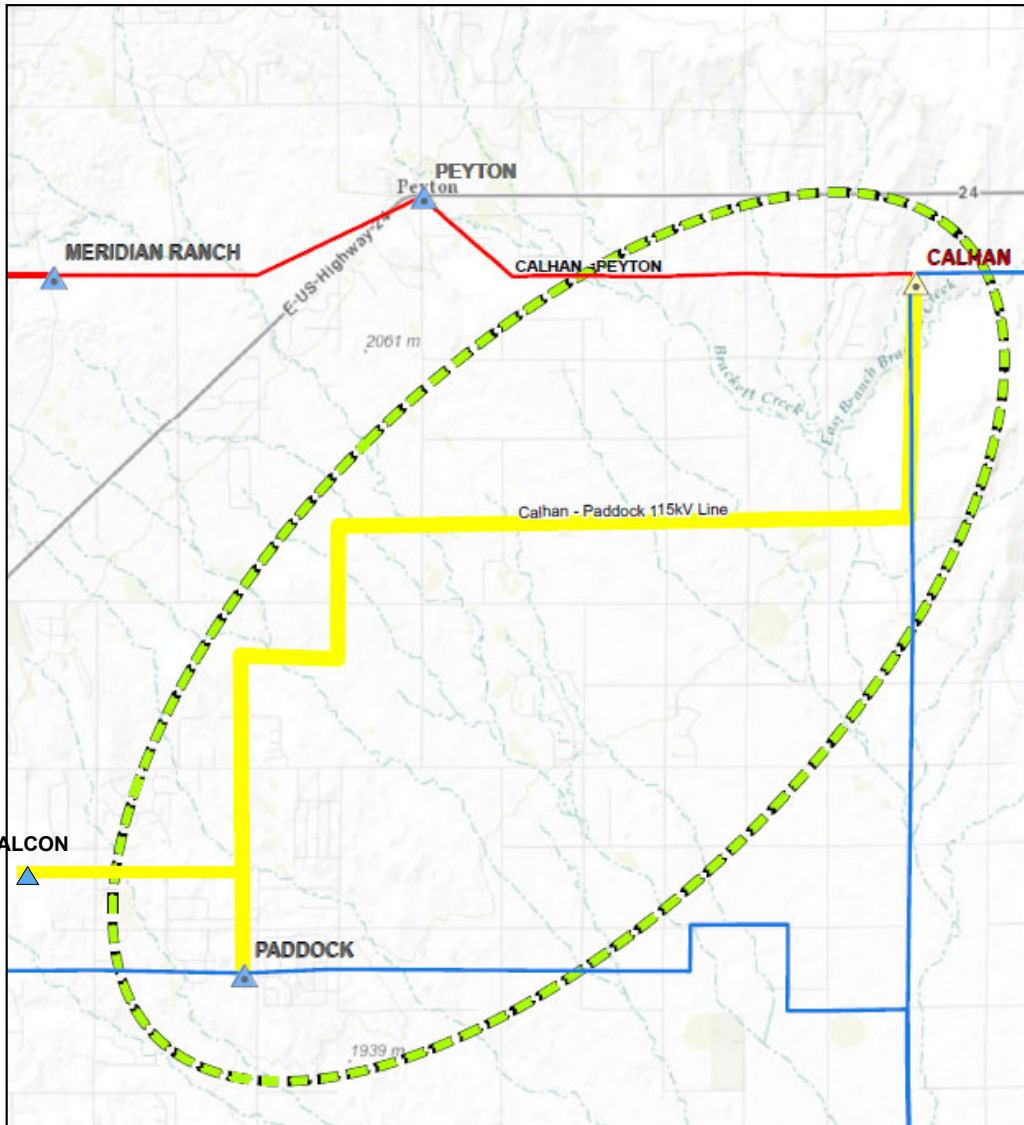 PEYTON
Peyton
24
E-US-Highway-24
MERIDIAN RANCH
CALHAN - PEYTON
CALHAN
2061 m
Brackett Creek
East Branch Bra
Creek
Calhan - Paddock 115kV Line
ALCON
PADDOCK
1939 m